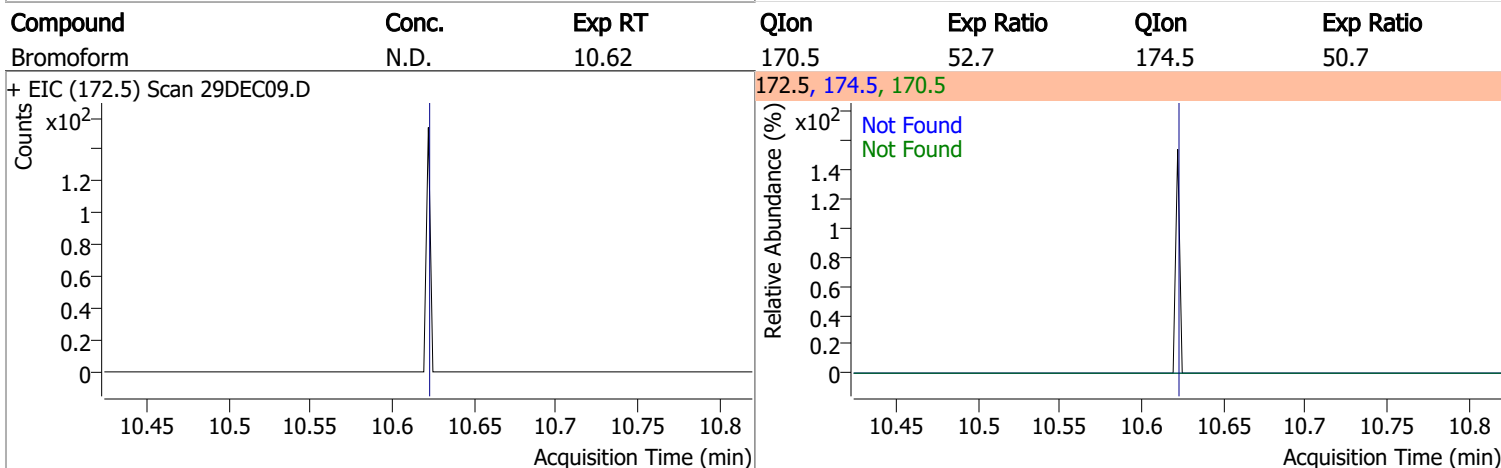 Compound Conc. Exp RT QIon Exp Ratio QIon Exp Ratio
Bromoform N.D. 10.62 170.5 52.7 174.5 50.7
+ EIC (172.5) Scan 29DEC09.D
Counts
x10²
1.2
1
0.8
0.6
0.4
0.2
0
10.45 10.5 10.55 10.6 10.65 10.7 10.75 10.8
Acquisition Time (min)
172.5, 174.5, 170.5
Relative Abundance (%)
x10²
Not Found
Not Found
1.4
1.2
1
0.8
0.6
0.4
0.2
0
10.45 10.5 10.55 10.6 10.65 10.7 10.75 10.8
Acquisition Time (min)